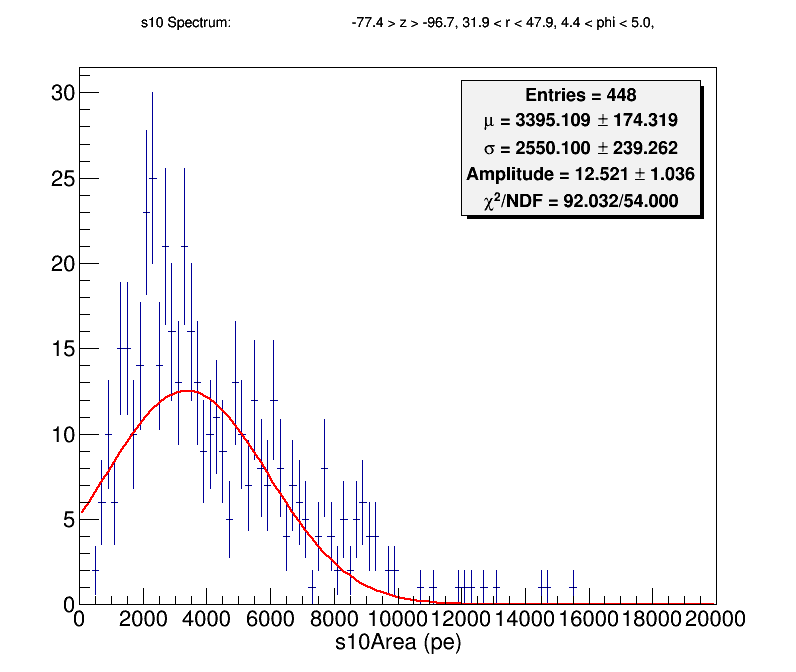 s10 Spectrum: -77.4 > z > -96.7, 31.9 < r < 47.9, 4.4 < phi < 5.0,
Entries = 448
μ = 3395.109 ± 174.319
σ = 2550.100 ± 239.262
Amplitude = 12.521 ± 1.036
χ²/NDF = 92.032/54.000
30
25
20
15
10
5
0
0 2000 4000 6000 8000 10000 12000 14000 16000 18000 20000
s10Area (pe)